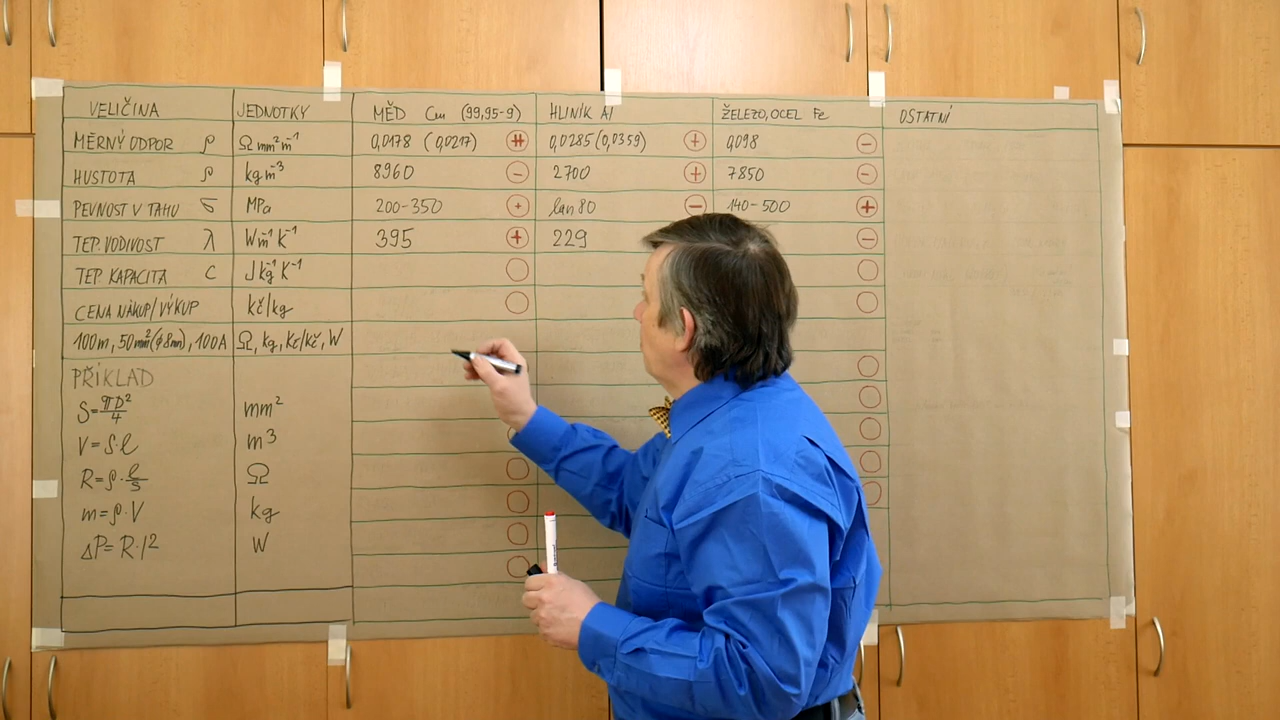 VELIČINA JEDNOTKY MĚD Cu (99,95-9) HLINÍK Al ŽELEZO, OCEL Fe OSTATNÍ
MĚRNÝ ODPOR ρ Ω mm² m⁻¹ 0,0178 (0,0217) ++ 0,0285 (0,0359) + 0,098 -
HUSTOTA ρ kg m⁻³ 8960 - 2700 + 7850 -
PEVNOST V TAHU σ MPa 200-350 + 80 - 140-500 +
TEP. VODIVOST λ W m⁻¹ K⁻¹ 395 + 229 -
TEP. KAPACITA c J kg⁻¹ K⁻¹
CENA NÁKUP/VÝKUP kč/kg
100m, 50mm² (ϕ8m), 100A Ω, kg, Kč/kč, W
PŘÍKLAD
S=πD²/4 mm²
V=S·l m³
R=ρ·l/S Ω
m=ρ·V kg
ΔP=R·I² W